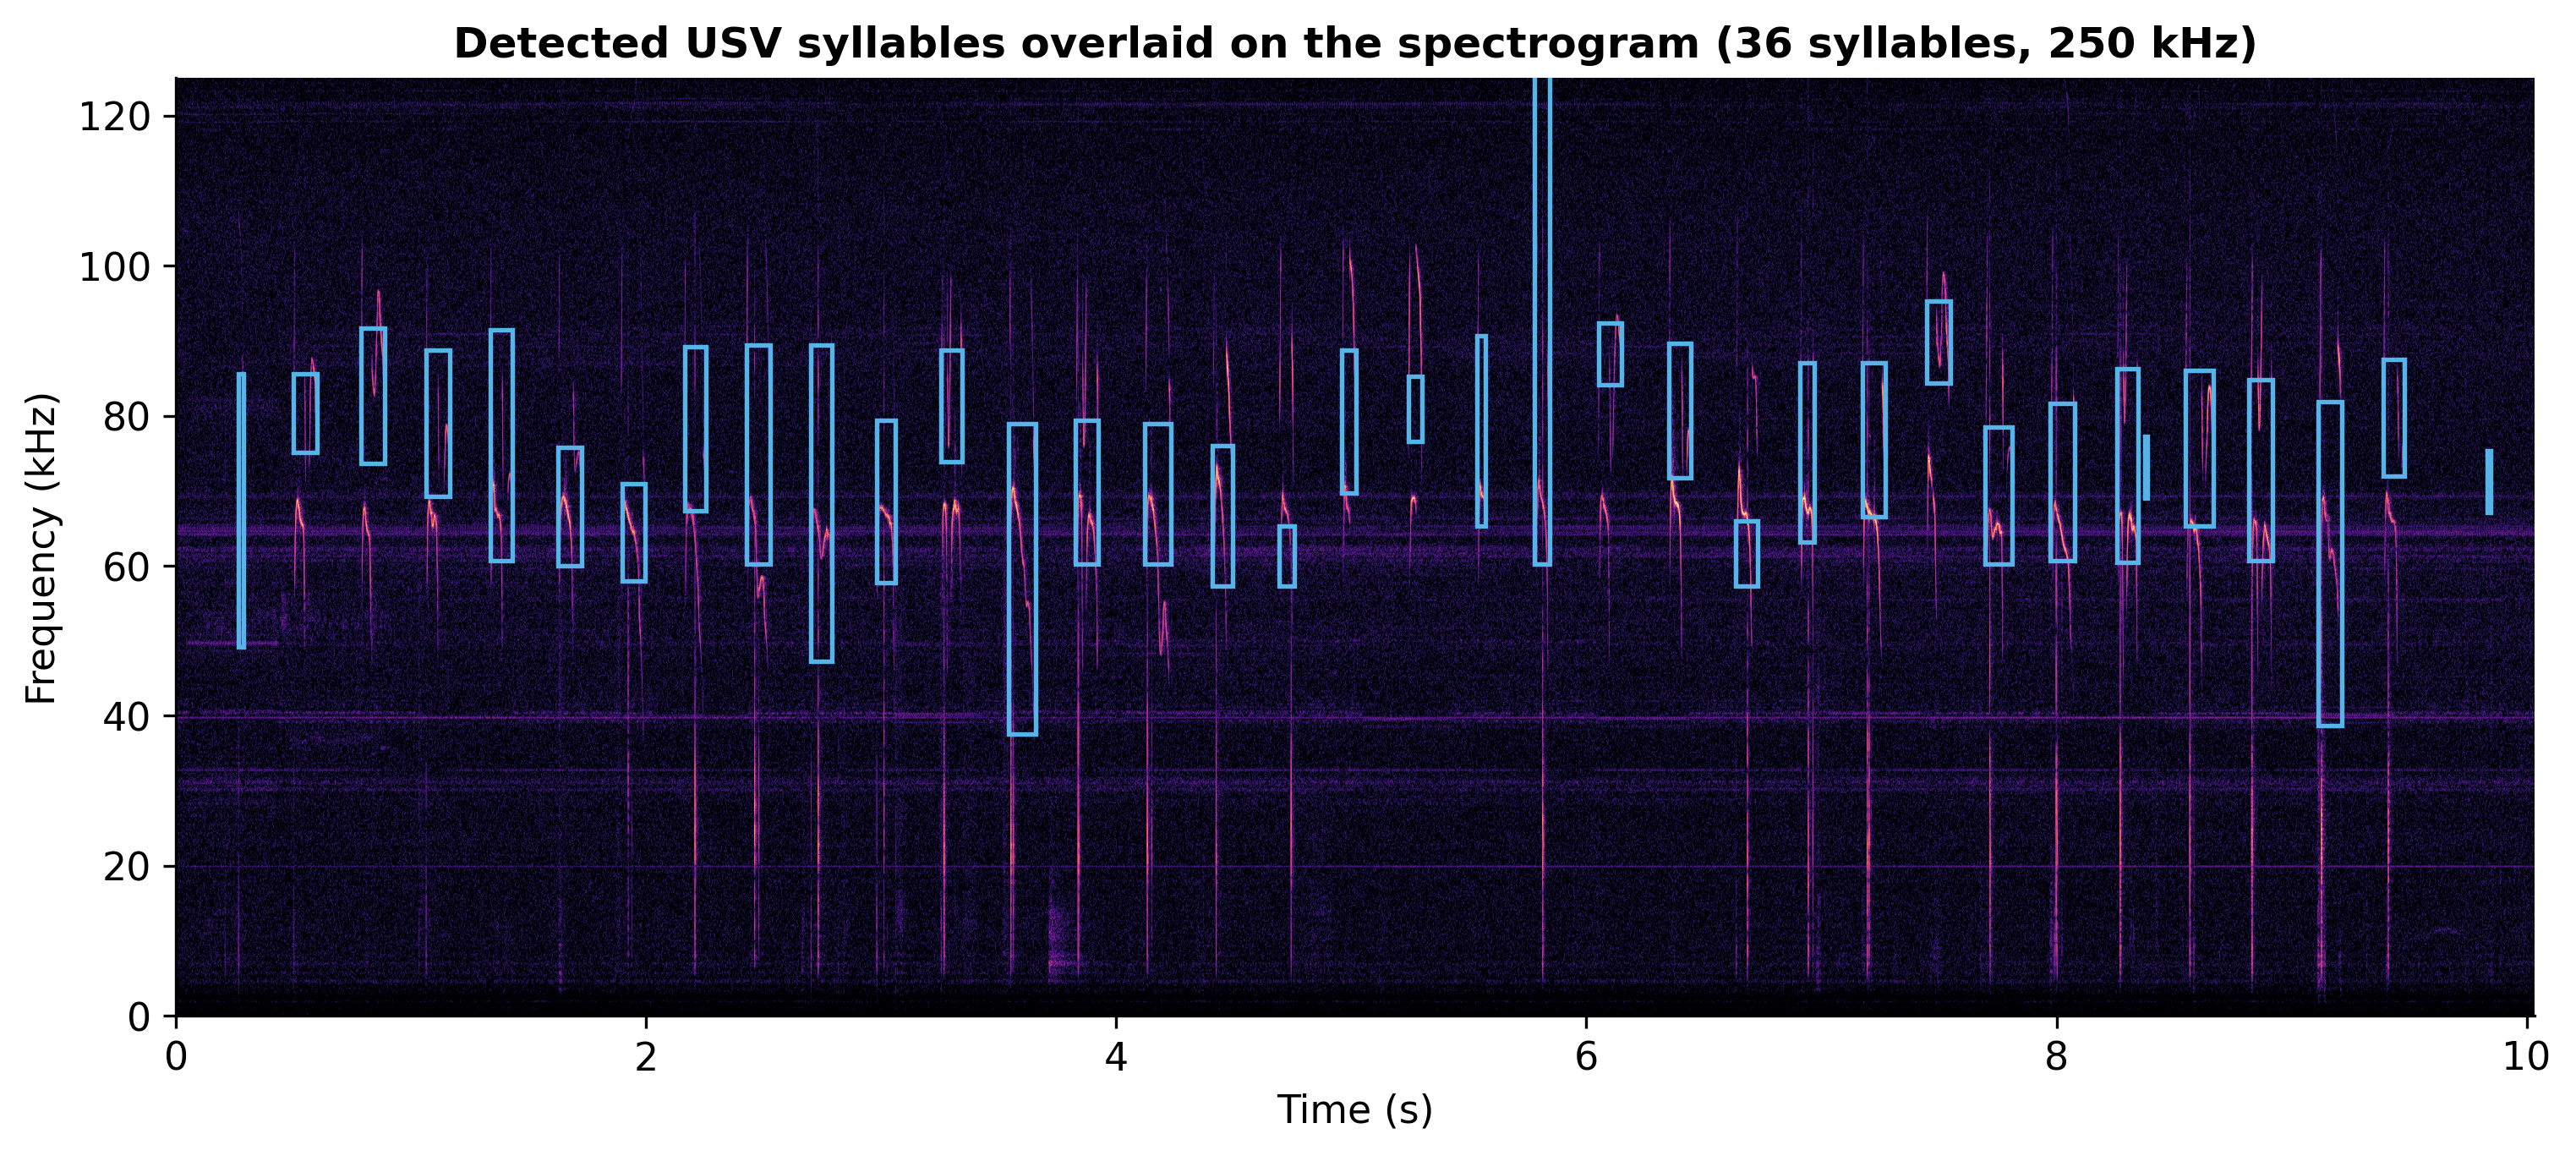 Detected USV syllables overlaid on the spectrogram (36 syllables, 250 kHz)
120
100
80
60
40
20
0
Frequency (kHz)
0 2 4 6 8 10
Time (s)